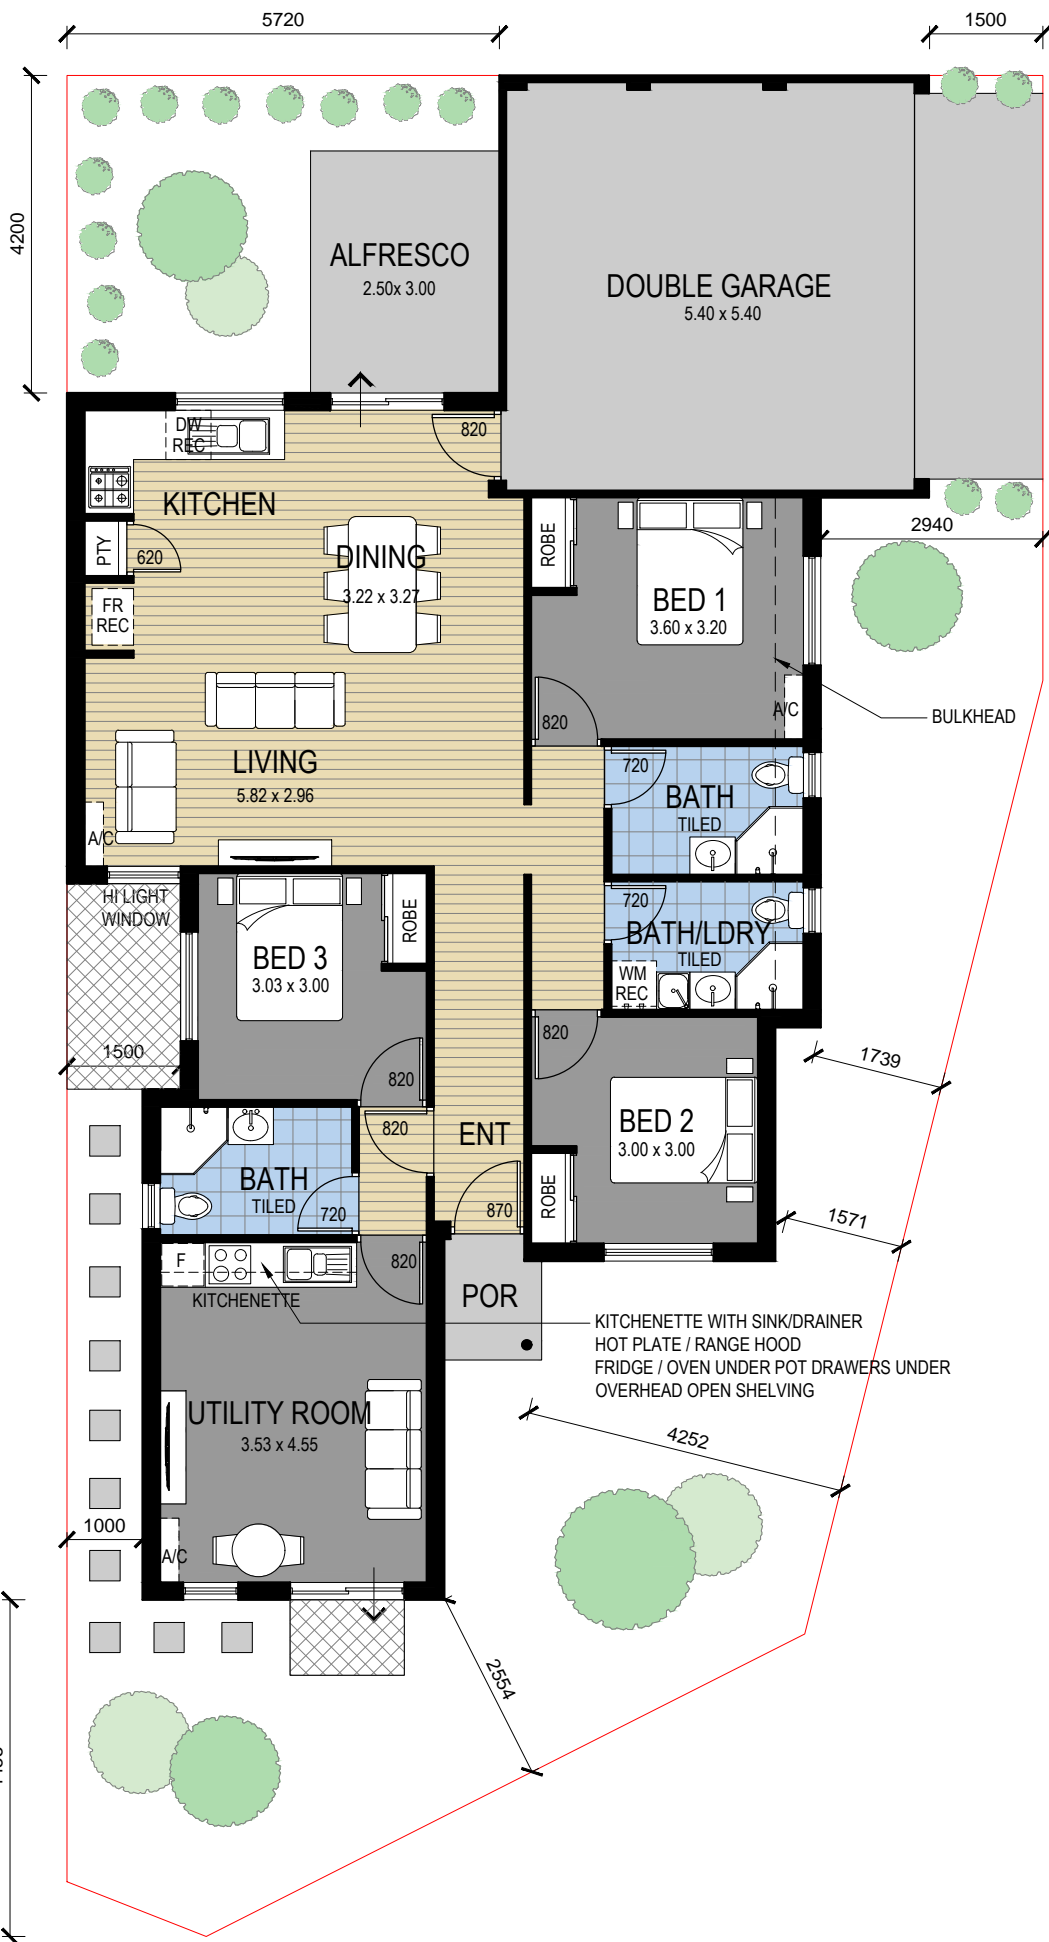 5720
1500
4200
ALFRESCO
2.50x 3.00
DOUBLE GARAGE
5.40 x 5.40
DW
REC
820
KITCHEN
PTY
620
DINING
3.22 x 3.27
FR
REC
ROBE
BED 1
3.60 x 3.20
2940
820
A/C
BULKHEAD
LIVING
5.82 x 2.96
A/C
720
BATH
TILED
HI LIGHT
WINDOW
BED 3
3.03 x 3.00
ROBE
720
BATH/LDRY
TILED
WM
REC
1500
820
820
1739
820
ENT
BED 2
3.00 x 3.00
BATH
TILED
720
870
ROBE
1571
F
820
KITCHENETTE
POR
KITCHENETTE WITH SINK/DRAINER
HOT PLATE / RANGE HOOD
FRIDGE / OVEN UNDER POT DRAWERS UNDER
OVERHEAD OPEN SHELVING
UTILITY ROOM
3.53 x 4.55
4252
1000
A/C
2554